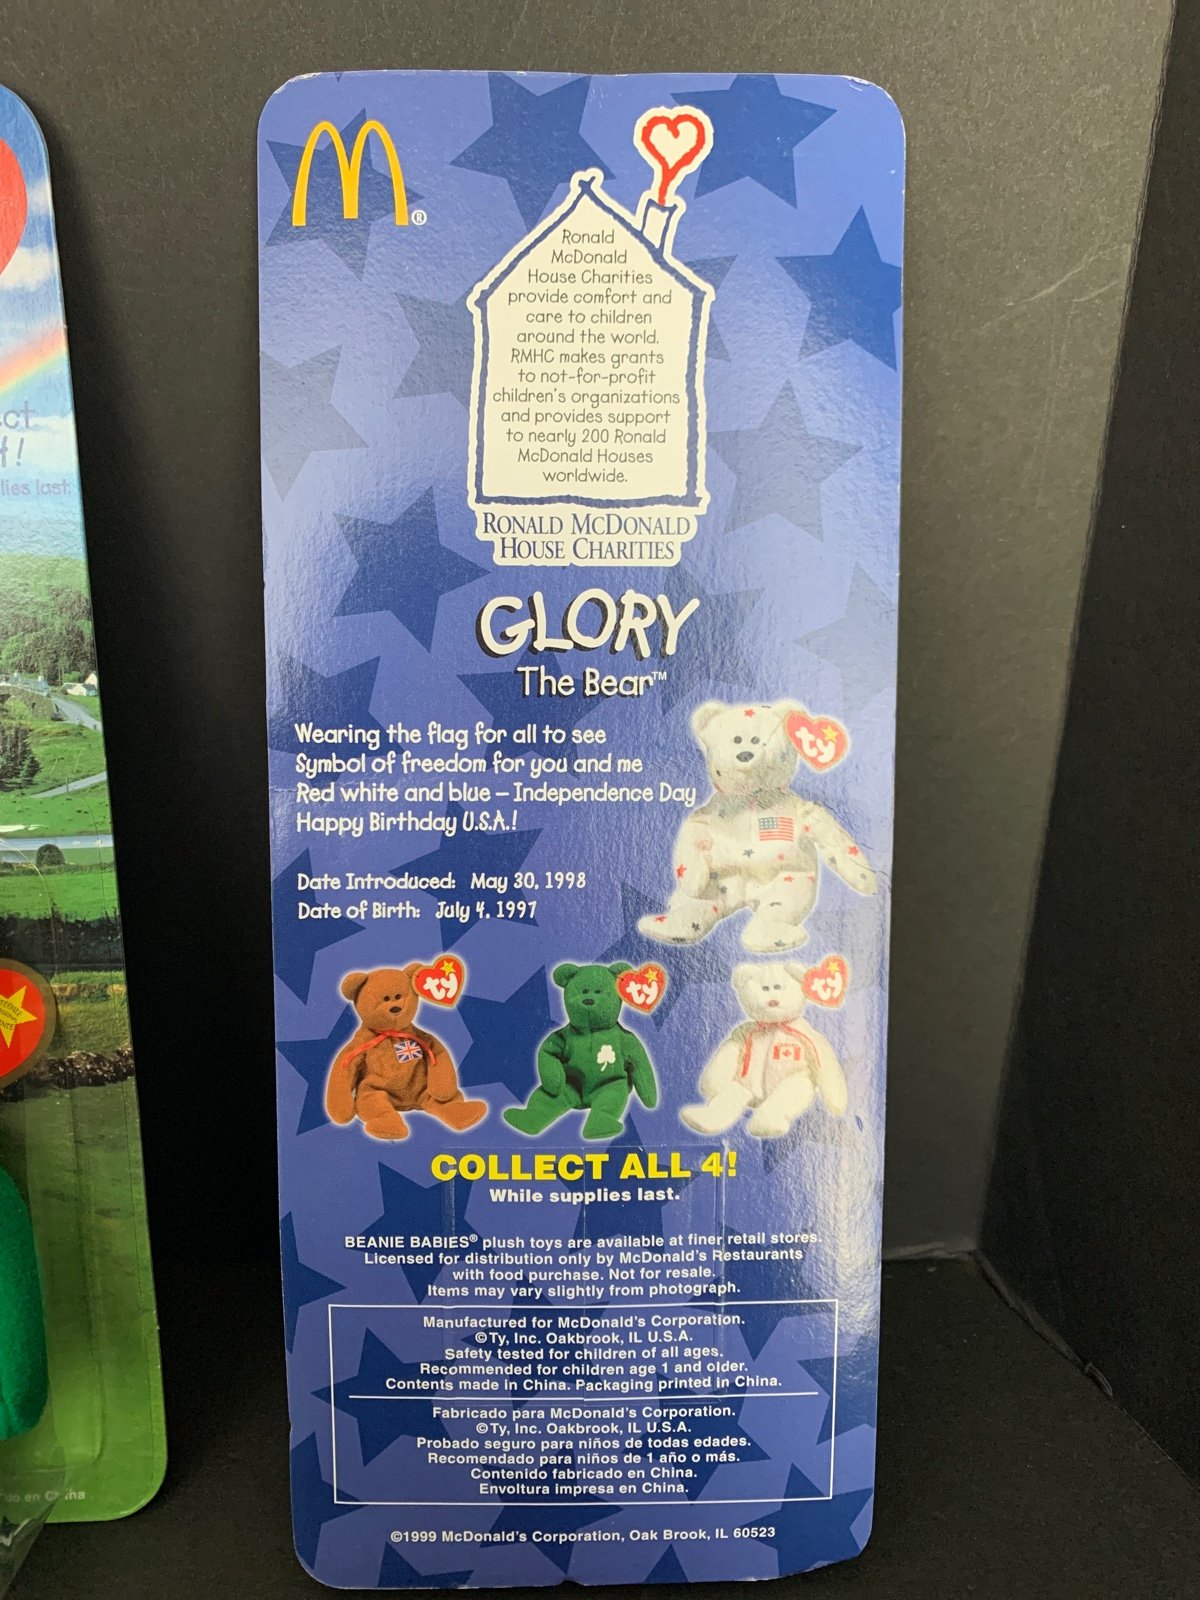 ®
Ronald
McDonald
House Charities
provide comfort and
care to children
around the world.
RMHC makes grants
to not-for-profit
children's organizations
and provides support
to nearly 200 Ronald
McDonald Houses
worldwide.
RONALD MCDONALD
HOUSE CHARITIES
GLORY
The Bear™
Wearing the flag for all to see
Symbol of freedom for you and me
Red white and blue – Independence Day
Happy Birthday U.S.A.!
Date Introduced: May 30, 1998
Date of Birth: July 4, 1997
ty
ty
ty
ty
COLLECT ALL 4!
While supplies last.
BEANIE BABIES® plush toys are available at finer retail stores.
Licensed for distribution only by McDonald's Restaurants
with food purchase. Not for resale.
Items may vary slightly from photograph.
Manufactured for McDonald's Corporation.
©Ty, Inc. Oakbrook, IL U.S.A.
Safety tested for children of all ages.
Recommended for children age 1 and older.
Contents made in China. Packaging printed in China.
Fabricado para McDonald's Corporation.
©Ty, Inc. Oakbrook, IL U.S.A.
Probado seguro para niños de todas edades.
Recomendado para niños de 1 año o más.
Contenido fabricado en China.
Envoltura impresa en China.
©1999 McDonald's Corporation, Oak Brook, IL 60523
ct
!
lies last.
en China